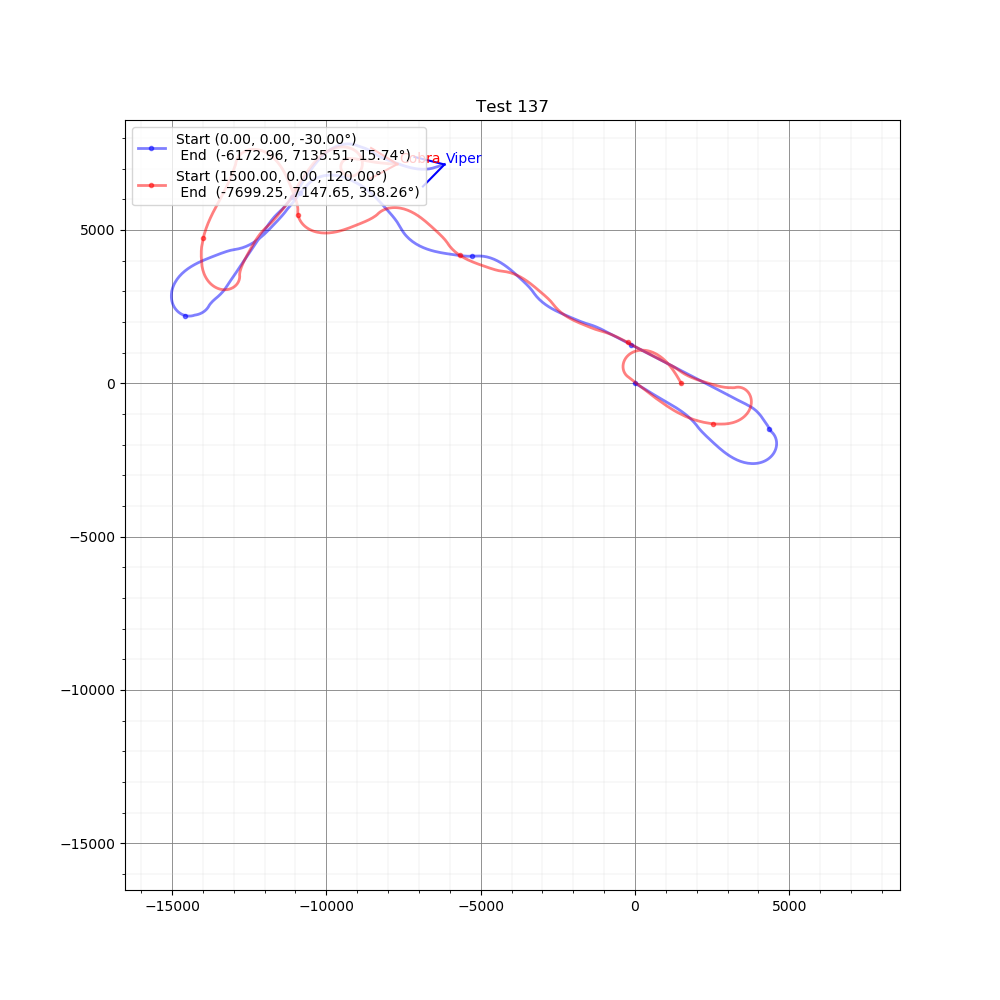 Test 137
Start (0.00, 0.00, -30.00°)
End (-6172.96, 7135.51, 15.74°)
Start (1500.00, 0.00, 120.00°)
End (-7699.25, 7147.65, 358.26°)
Cobra Viper
5000
0
−5000
−10000
−15000
−15000 −10000 −5000 0 5000